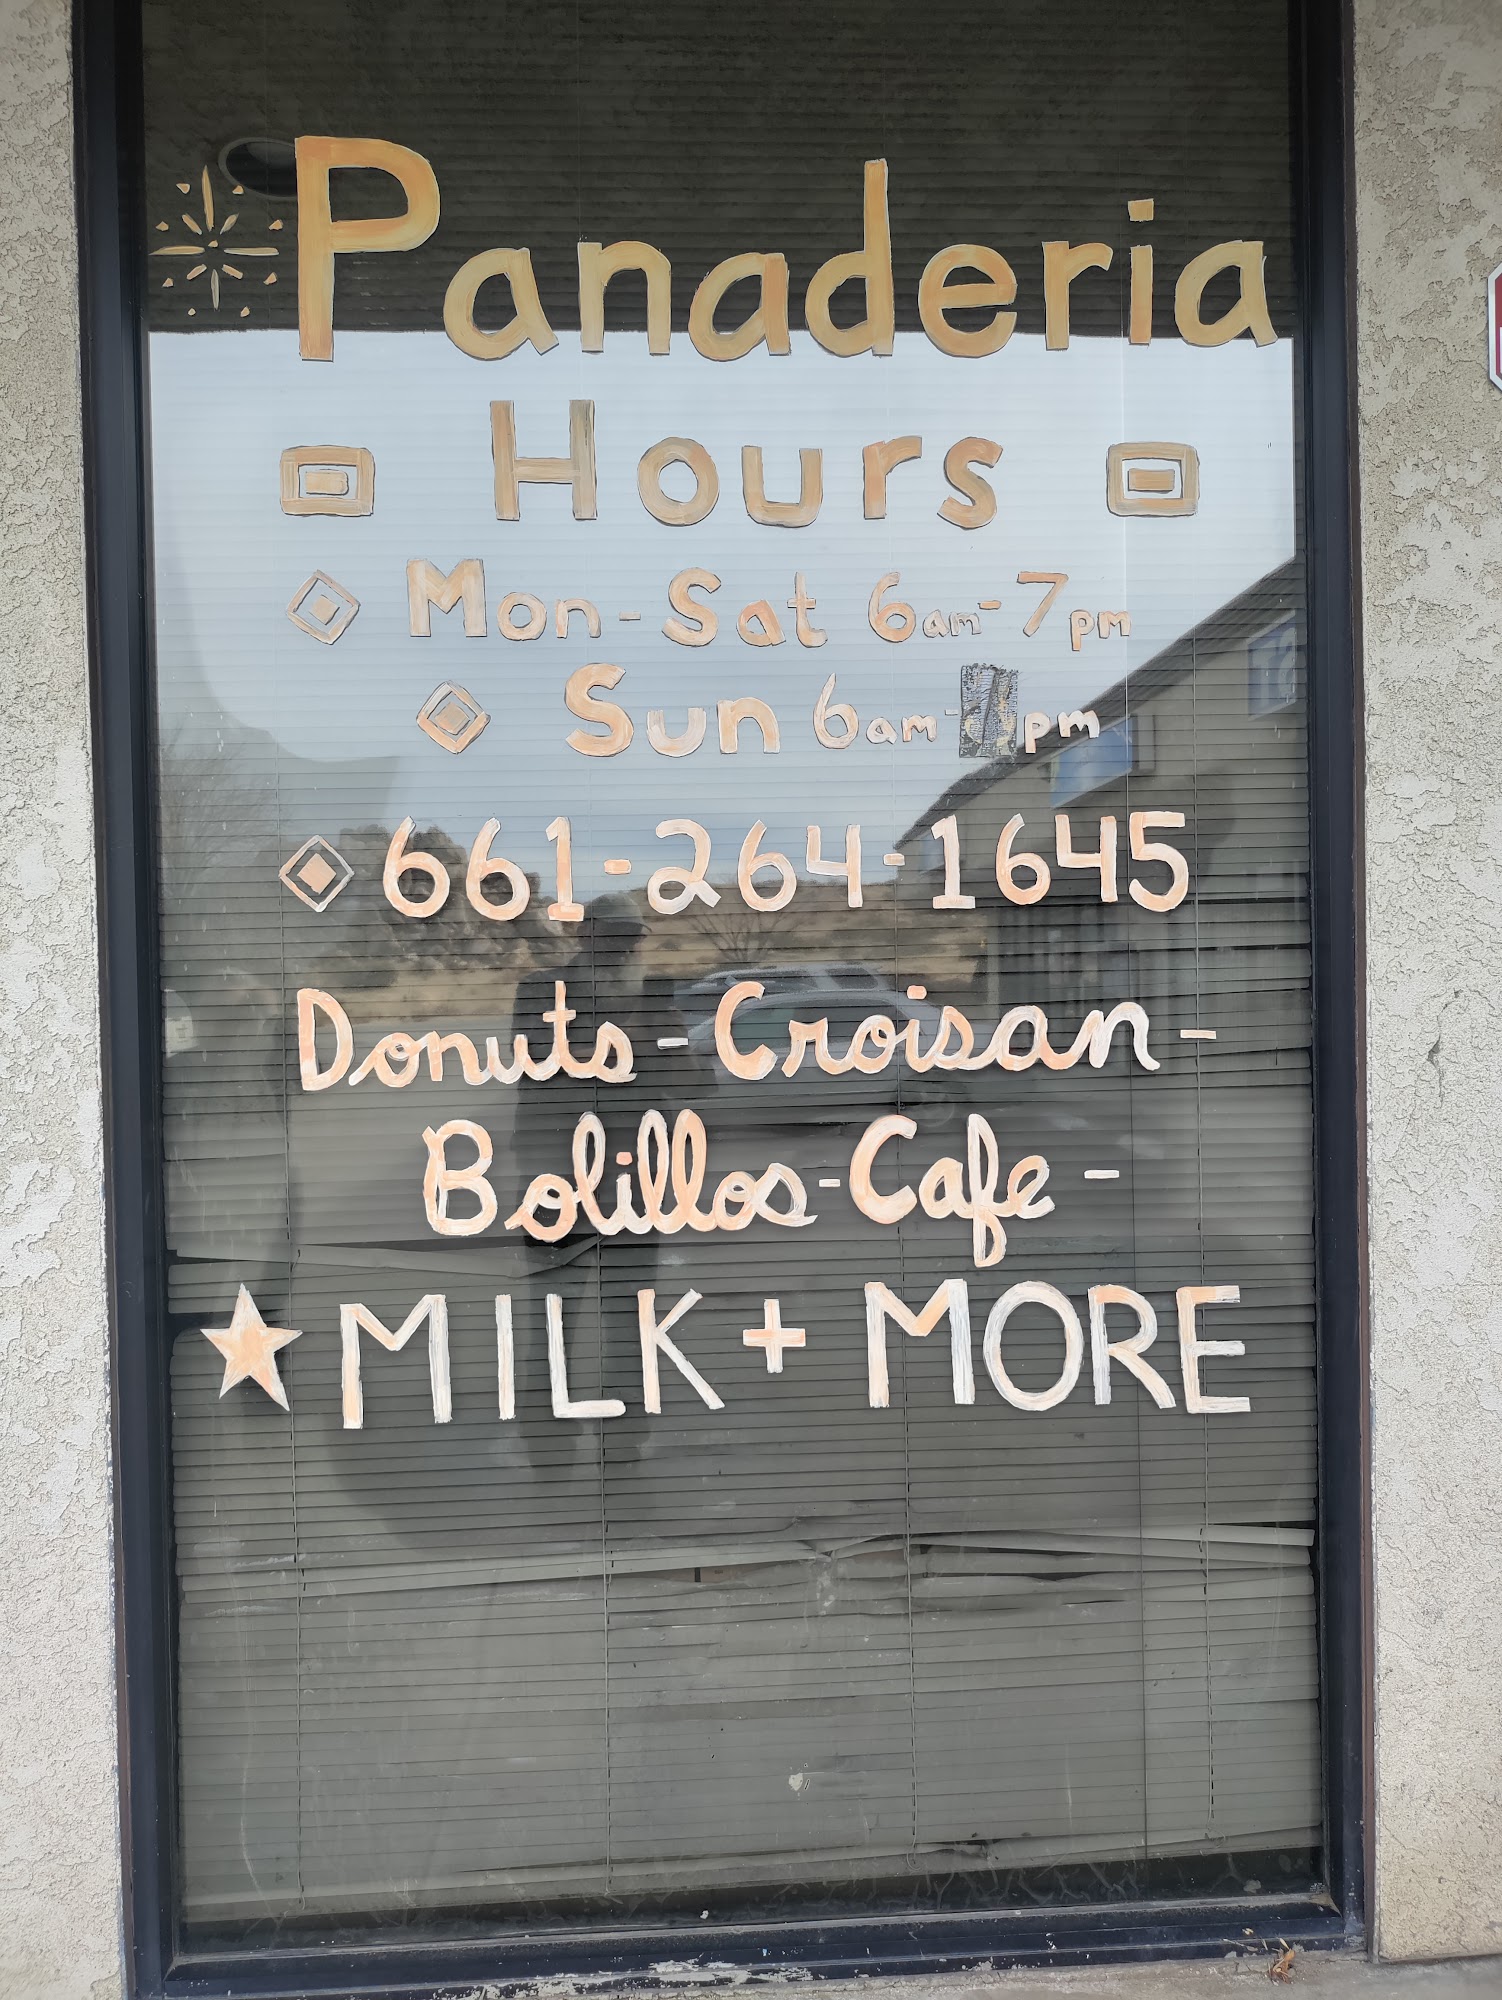 Panaderia
Hours
Mon-Sat 6am-7pm
Sun 6am- pm
661-264-1645
Donuts-Croisan-
Bolillos-Cafe-
MILK + MORE